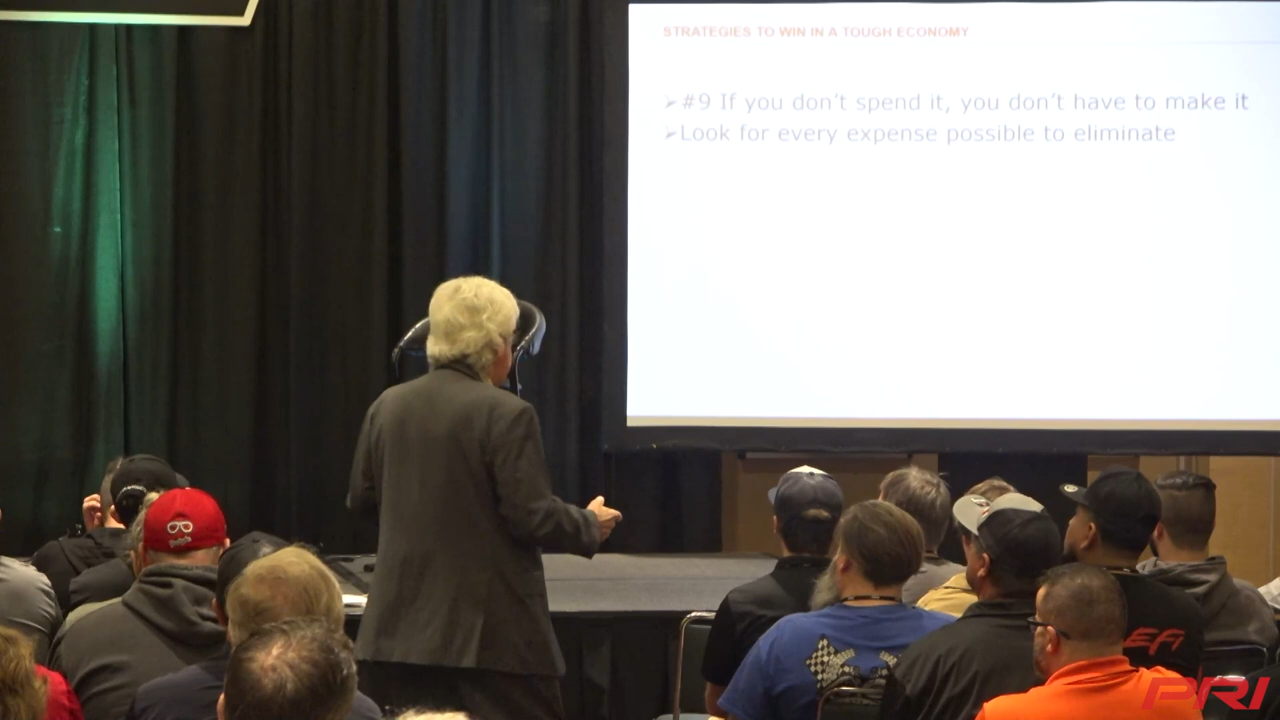 STRATEGIES TO WIN IN A TOUGH ECONOMY
➢#9 If you don't spend it, you don't have to make it
➢Look for every expense possible to eliminate
EFI
PRI